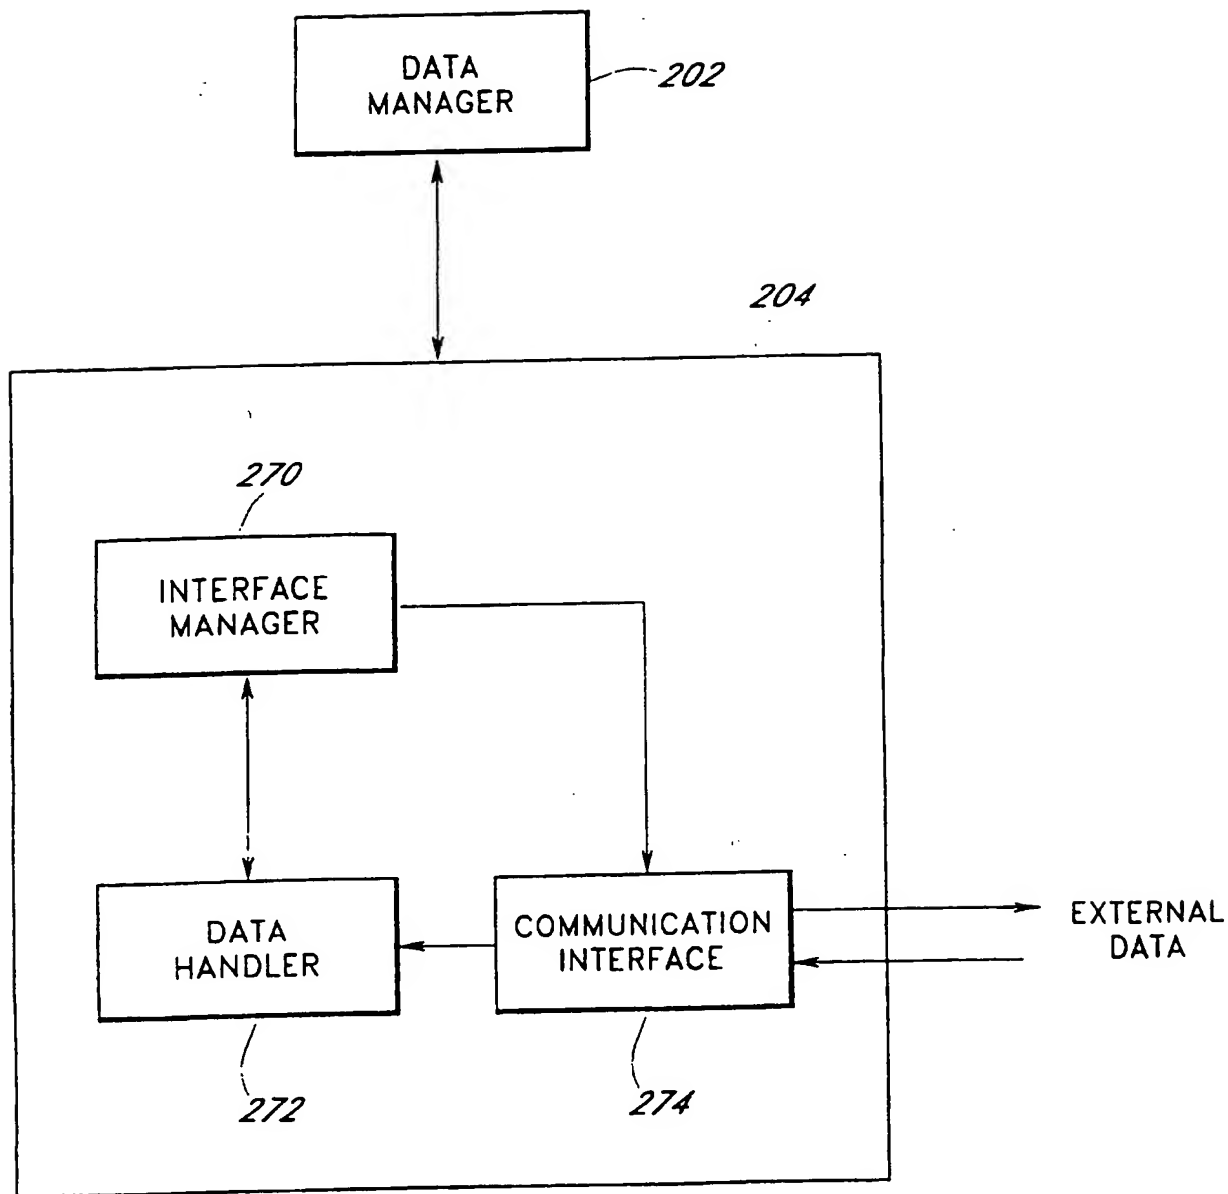 DATA
MANAGER
202
204
270
INTERFACE
MANAGER
DATA
HANDLER
COMMUNICATION
INTERFACE
EXTERNAL
DATA
272
274